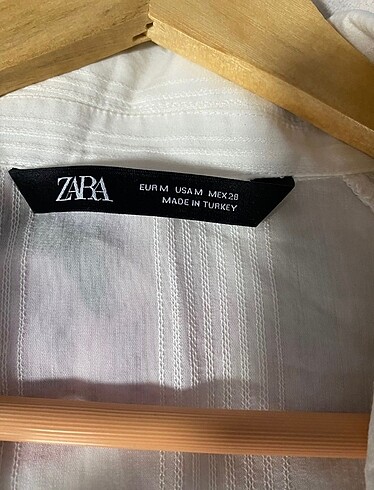 ZARA
EUR M USA M MEX 28
MADE IN TURKEY